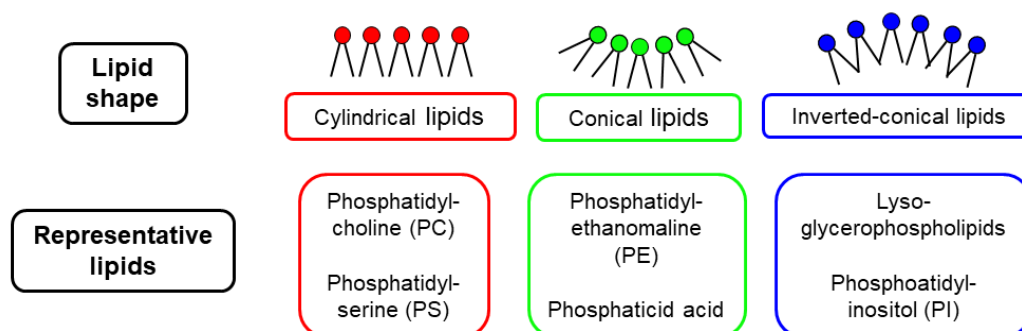 Lipid
shape
Cylindrical lipids
Conical lipids
Inverted-conical lipids
Representative
lipids
Phosphatidyl-
choline (PC)
Phosphatidyl-
serine (PS)
Phosphatidyl-
ethanomaline
(PE)
Phosphaticid acid
Lyso-
glycerophospholipids
Phosphoatidyl-
inositol (PI)